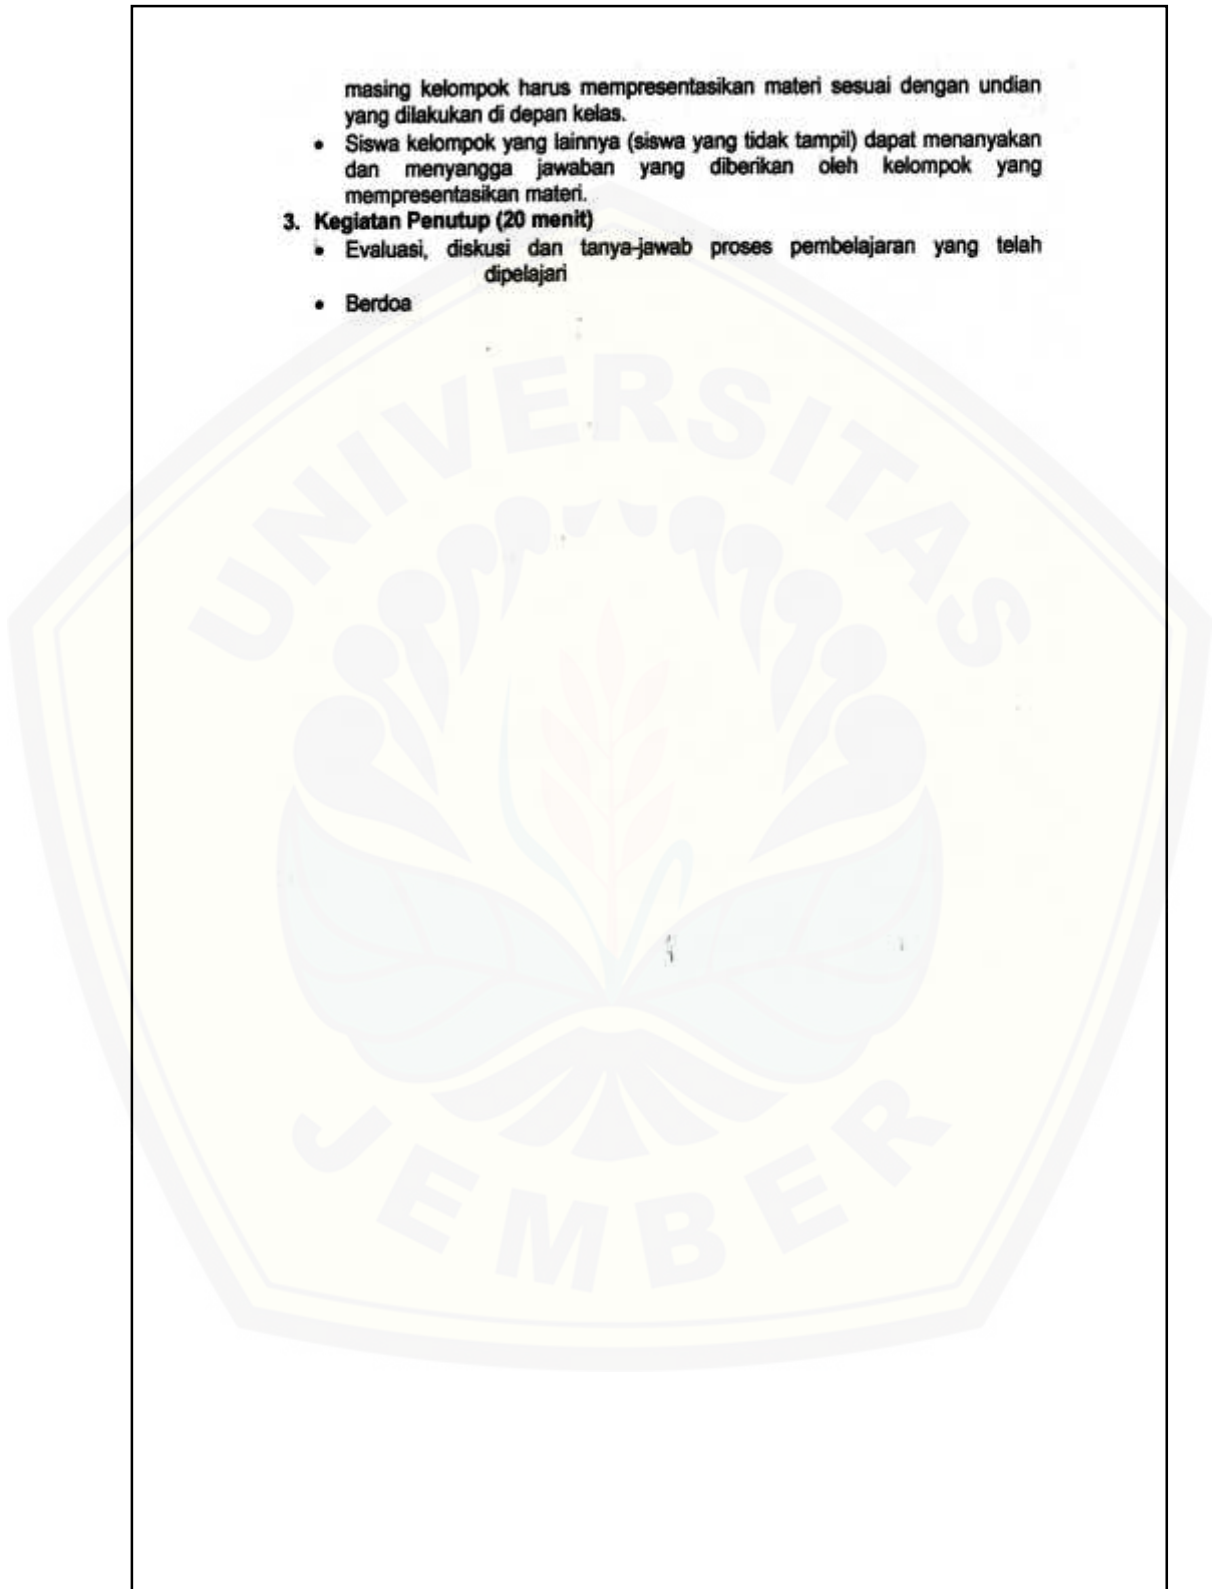 masing kelompok harus mempresentasikan materi sesuai dengan undian
yang dilakukan di depan kelas.
• Siswa kelompok yang lainnya (siswa yang tidak tampil) dapat menanyakan
dan menyangga jawaban yang diberikan oleh kelompok yang
mempresentasikan materi.
3. Kegiatan Penutup (20 menit)
• Evaluasi, diskusi dan tanya-jawab proses pembelajaran yang telah
dipelajari
• Berdoa
UNIVERSITAS
JEMBER